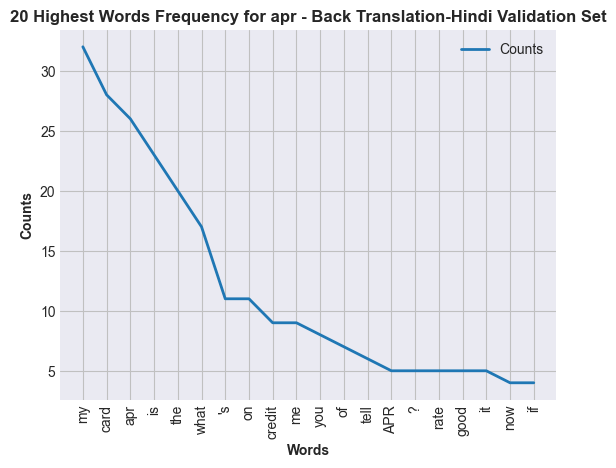 20 Highest Words Frequency for apr - Back Translation-Hindi Validation Set
Counts
30
25
20
15
10
5
Counts
my
card
apr
is
the
what
's
on
credit
me
you
of
tell
APR
?
rate
good
it
now
if
Words